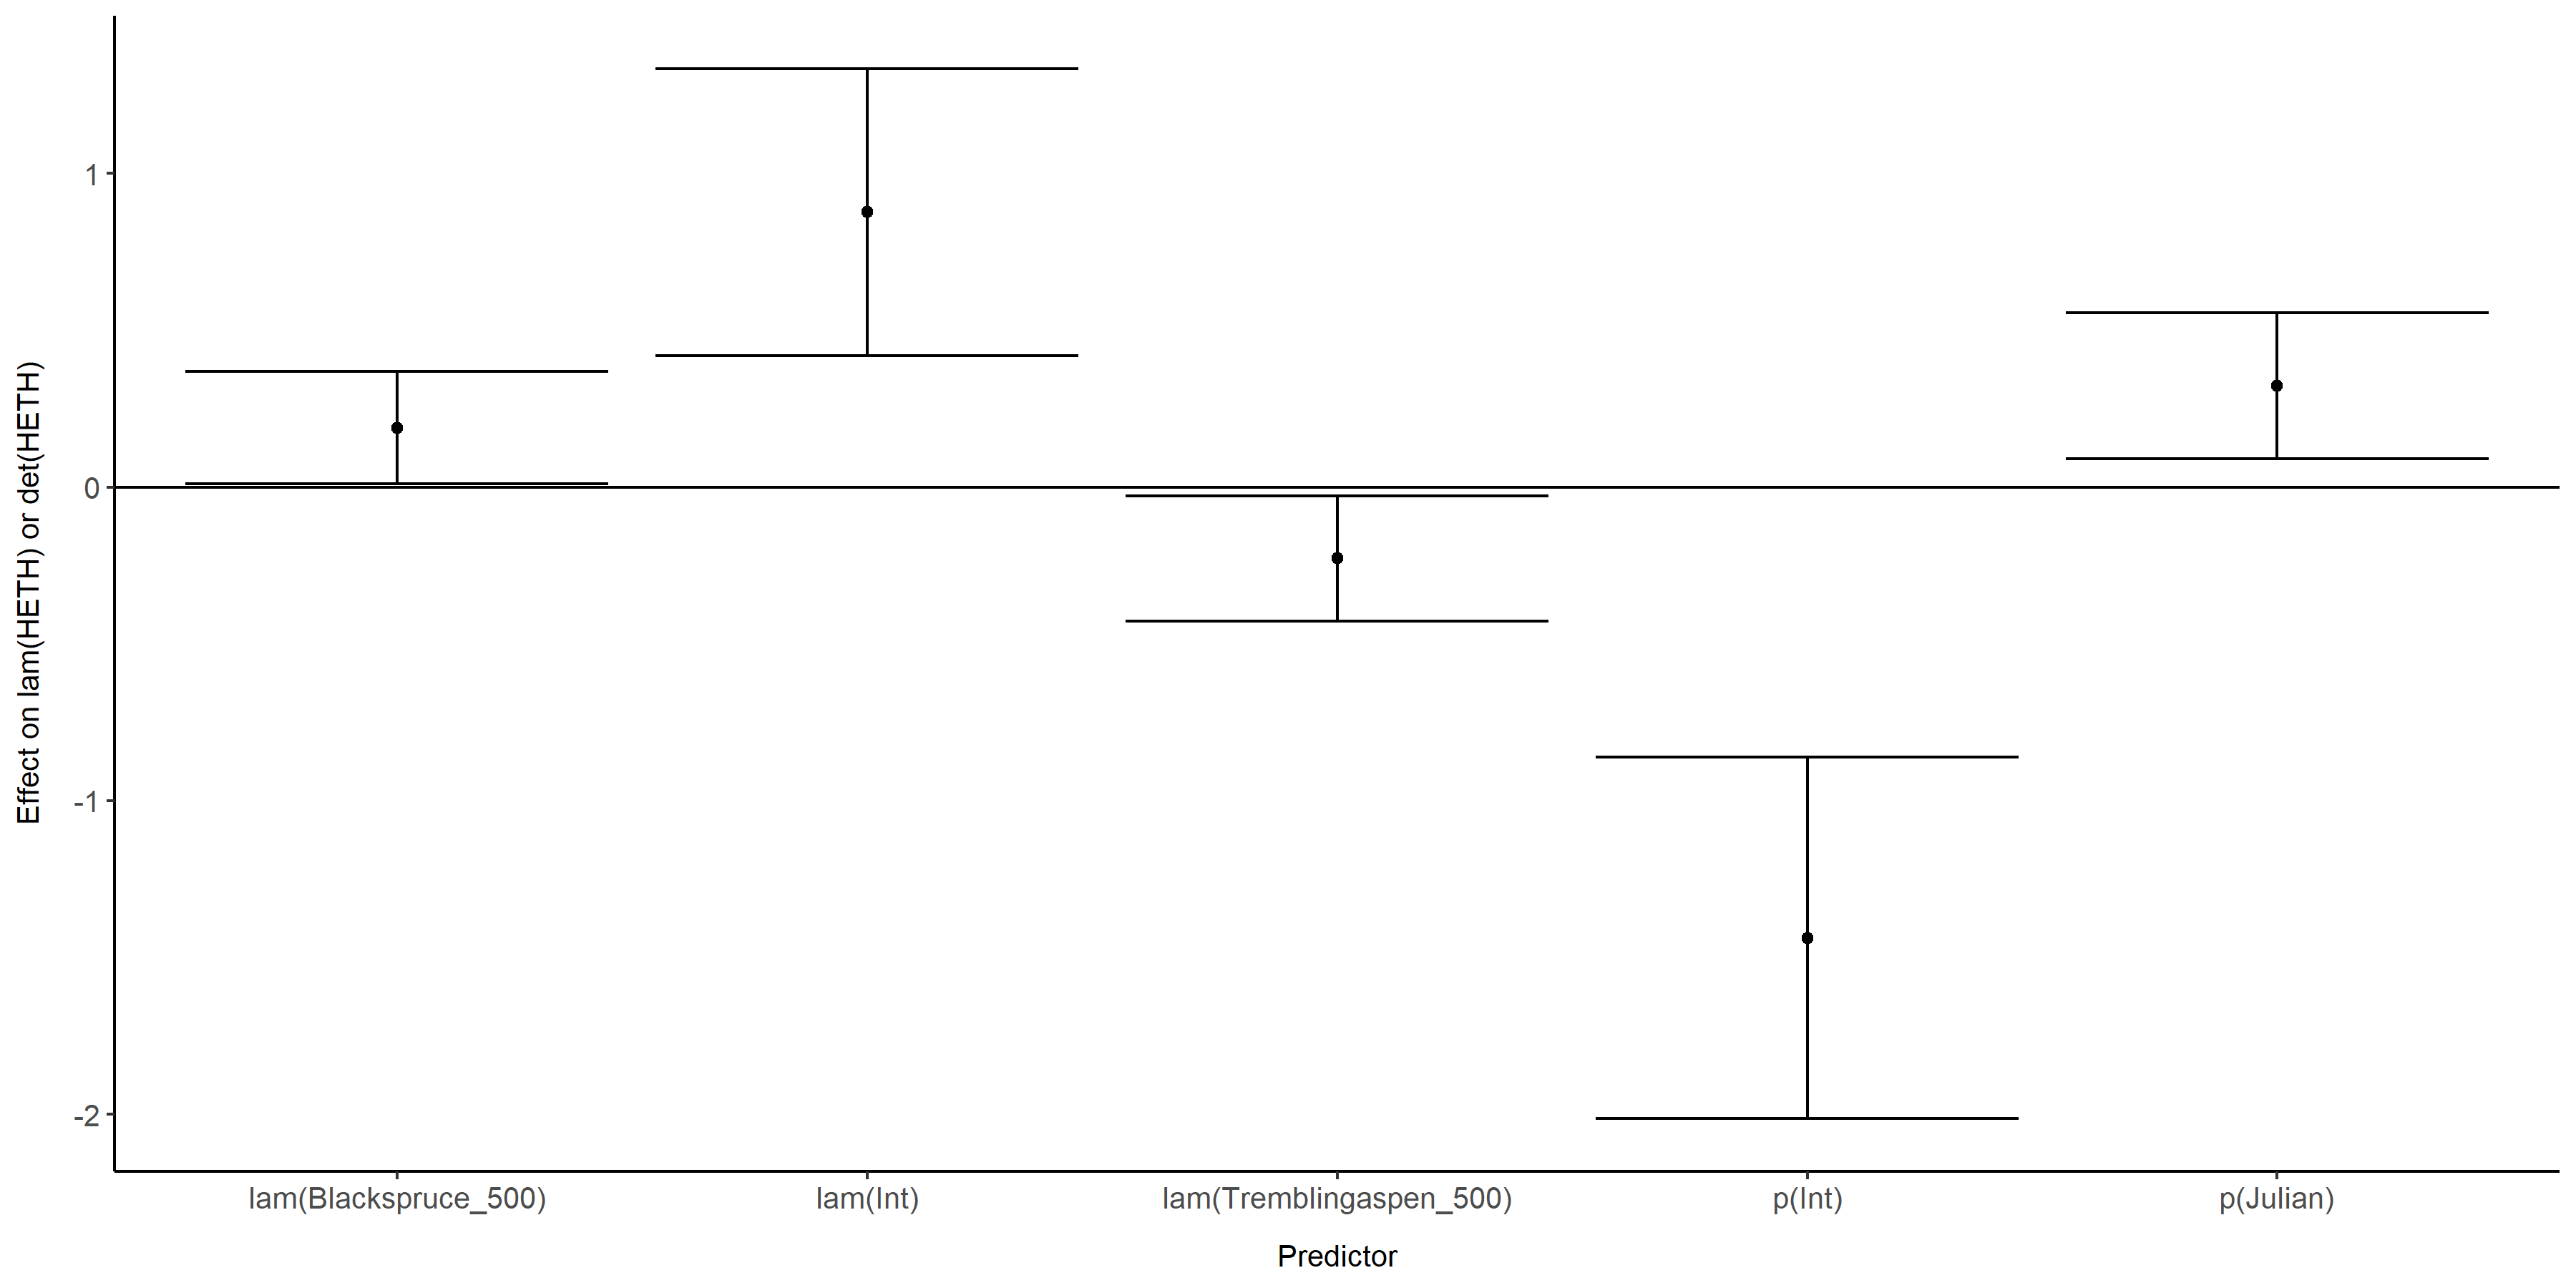 Effect on lam(HETH) or det(HETH)
1
0
-1
-2
lam(Blackspruce_500)
lam(Int)
lam(Tremblingaspen_500)
p(Int)
p(Julian)
Predictor